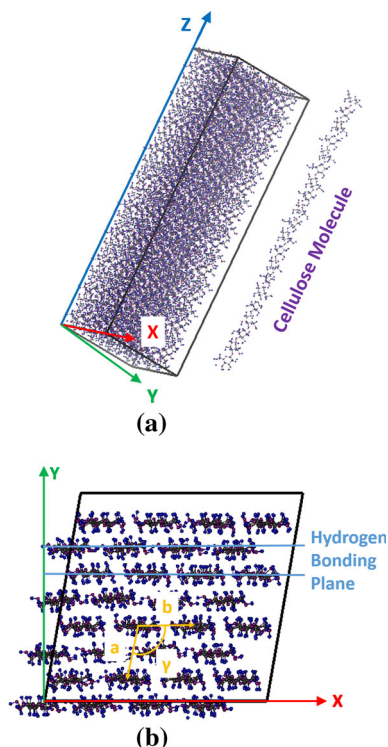 Z
Cellulose Molecule
X
Y
(a)
Y
Hydrogen
Bonding
Plane
b
a
γ
X
(b)